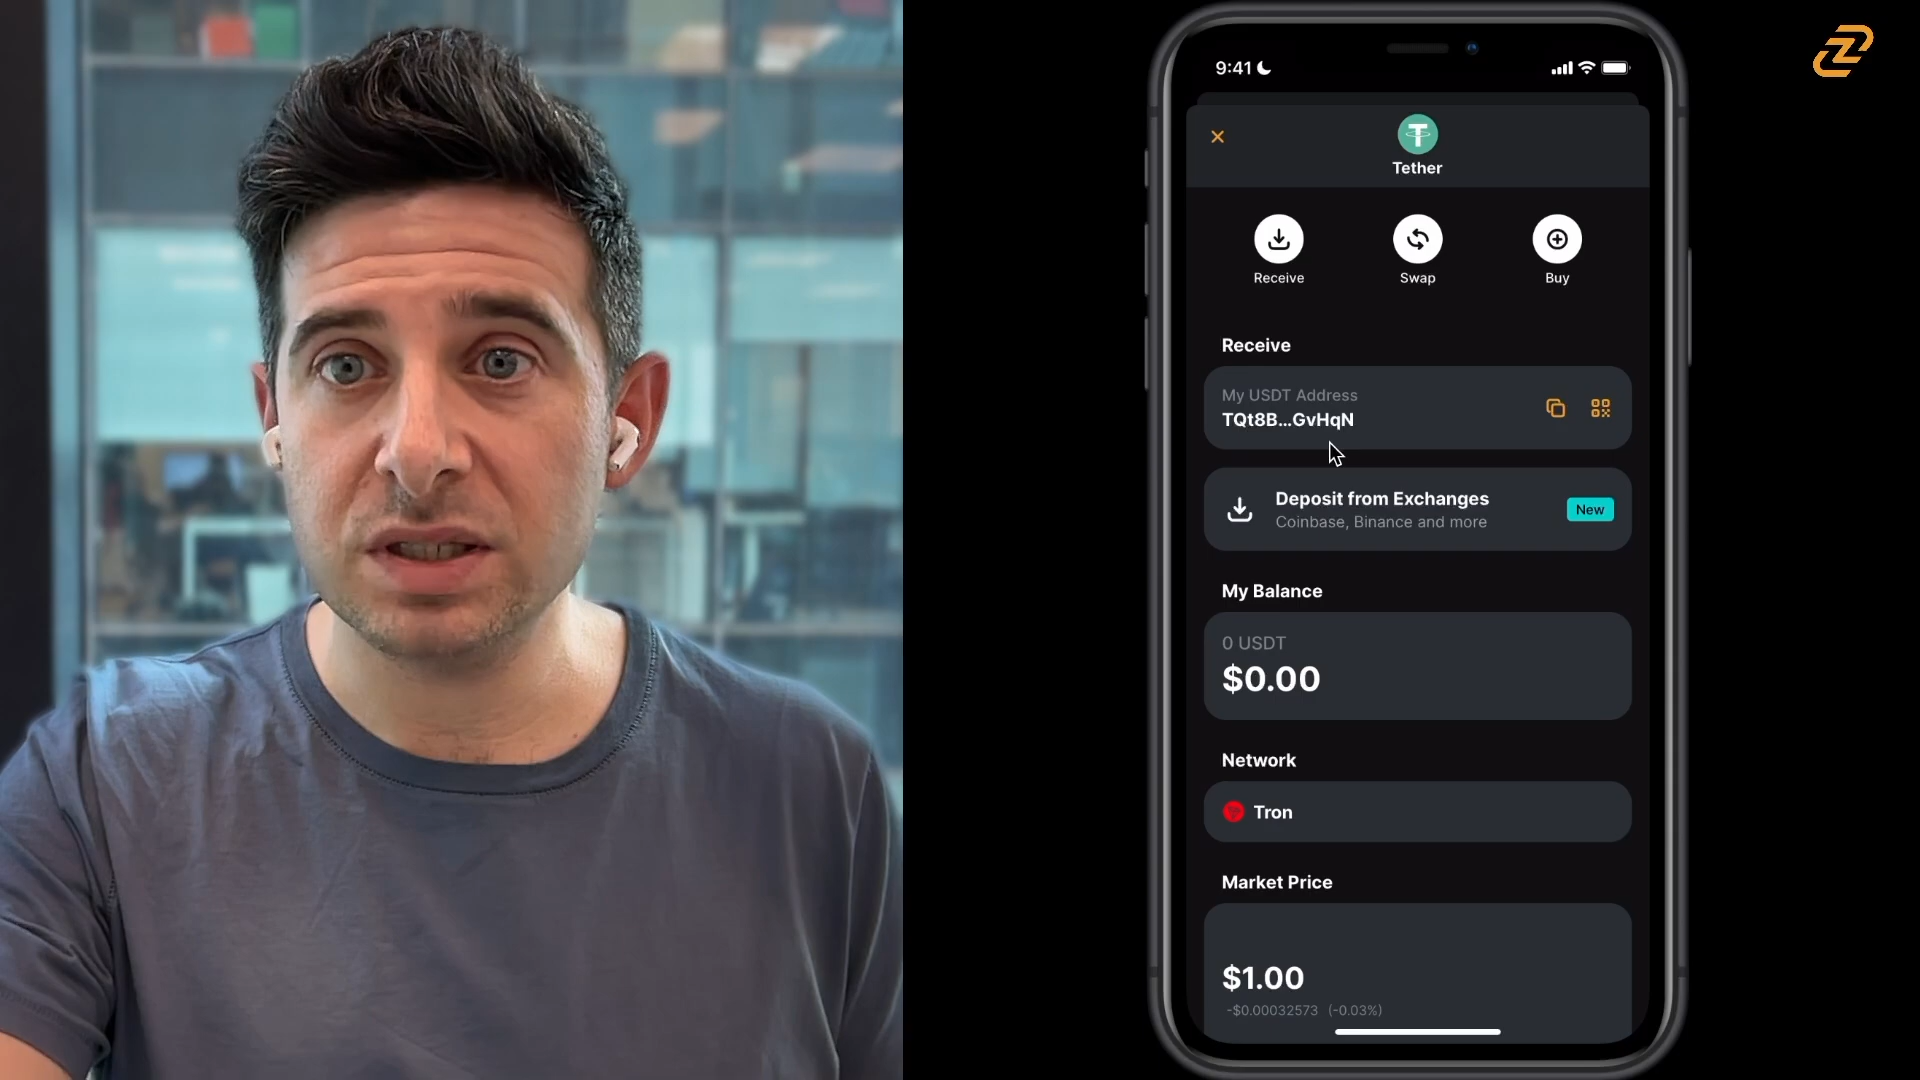 9:41
Tether
Receive
Swap
Buy
Receive
My USDT Address
TQt8B...GvHqN
Deposit from Exchanges
Coinbase, Binance and more
New
My Balance
0 USDT
$0.00
Network
Tron
Market Price
$1.00
-$0.00032573 (-0.03%)